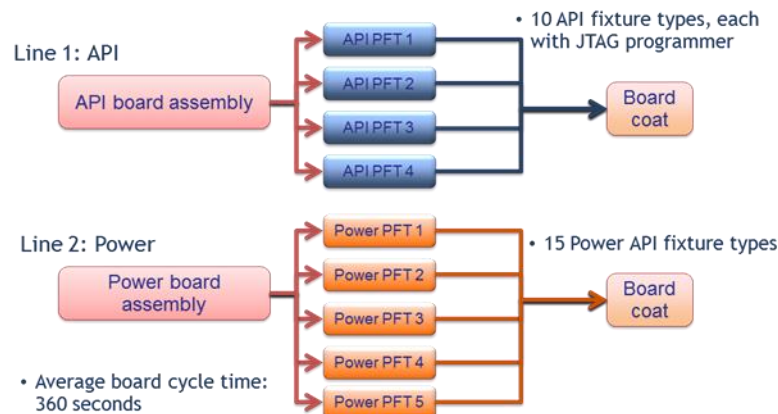 Line 1: API
API board assembly
API PFT 1
API PFT 2
API PFT 3
API PFT 4
• 10 API fixture types, each
with JTAG programmer
Board
coat
Line 2: Power
Power board
assembly
Power PFT 1
Power PFT 2
Power PFT 3
Power PFT 4
Power PFT 5
• 15 Power API fixture types
Board
coat
• Average board cycle time:
360 seconds